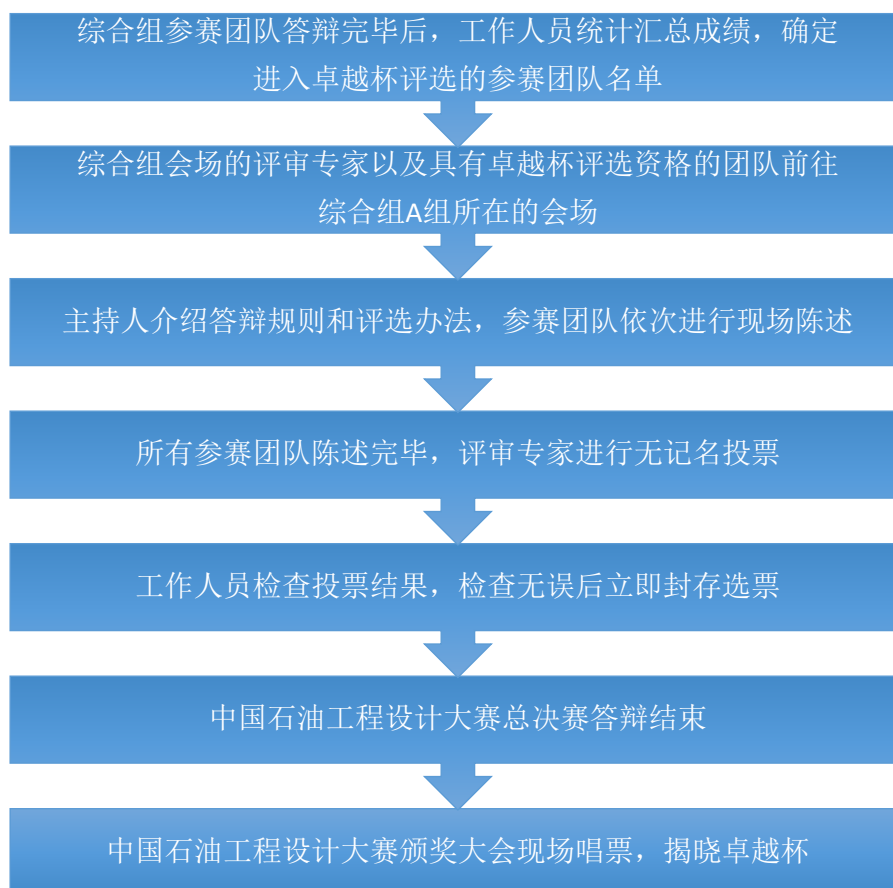 综合组参赛团队答辩完毕后，工作人员统计汇总成绩，确定
进入卓越杯评选的参赛团队名单
综合组会场的评审专家以及具有卓越杯评选资格的团队前往
综合组A组所在的会场
主持人介绍答辩规则和评选办法，参赛团队依次进行现场陈述
所有参赛团队陈述完毕，评审专家进行无记名投票
工作人员检查投票结果，检查无误后立即封存选票
中国石油工程设计大赛总决赛答辩结束
中国石油工程设计大赛颁奖大会现场唱票，揭晓卓越杯